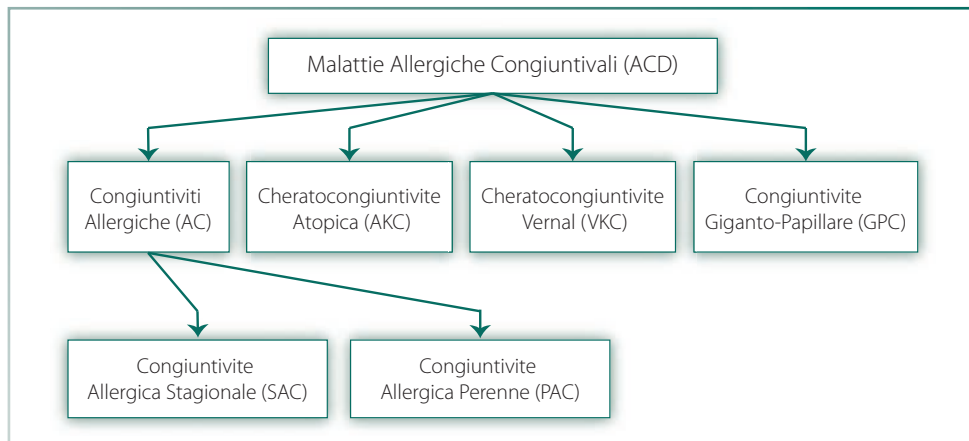 Malattie Allergiche Congiuntivali (ACD)
Congiuntiviti
Allergiche (AC)
Cheratocongiuntivite
Atopica (AKC)
Cheratocongiuntivite
Vernal (VKC)
Congiuntivite
Giganto-Papillare (GPC)
Congiuntivite
Allergica Stagionale (SAC)
Congiuntivite
Allergica Perenne (PAC)